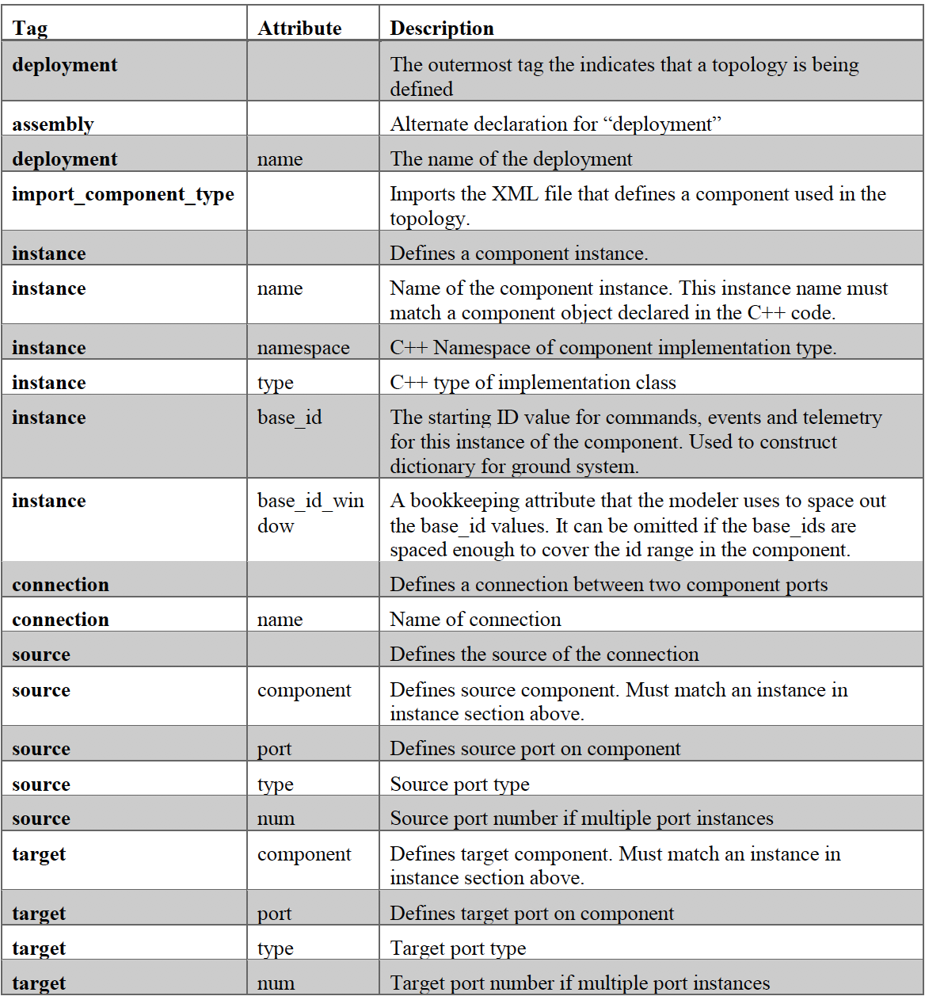 Tag Attribute Description
deployment The outermost tag the indicates that a topology is being
defined
assembly Alternate declaration for “deployment”
deployment name The name of the deployment
import_component_type Imports the XML file that defines a component used in the
topology.
instance Defines a component instance.
instance name Name of the component instance. This instance name must
match a component object declared in the C++ code.
instance namespace C++ Namespace of component implementation type.
instance type C++ type of implementation class
instance base_id The starting ID value for commands, events and telemetry
for this instance of the component. Used to construct
dictionary for ground system.
instance base_id_win A bookkeeping attribute that the modeler uses to space out
dow the base_id values. It can be omitted if the base_ids are
spaced enough to cover the id range in the component.
connection Defines a connection between two component ports
connection name Name of connection
source Defines the source of the connection
source component Defines source component. Must match an instance in
instance section above.
source port Defines source port on component
source type Source port type
source num Source port number if multiple port instances
target component Defines target component. Must match an instance in
instance section above.
target port Defines target port on component
target type Target port type
target num Target port number if multiple port instances